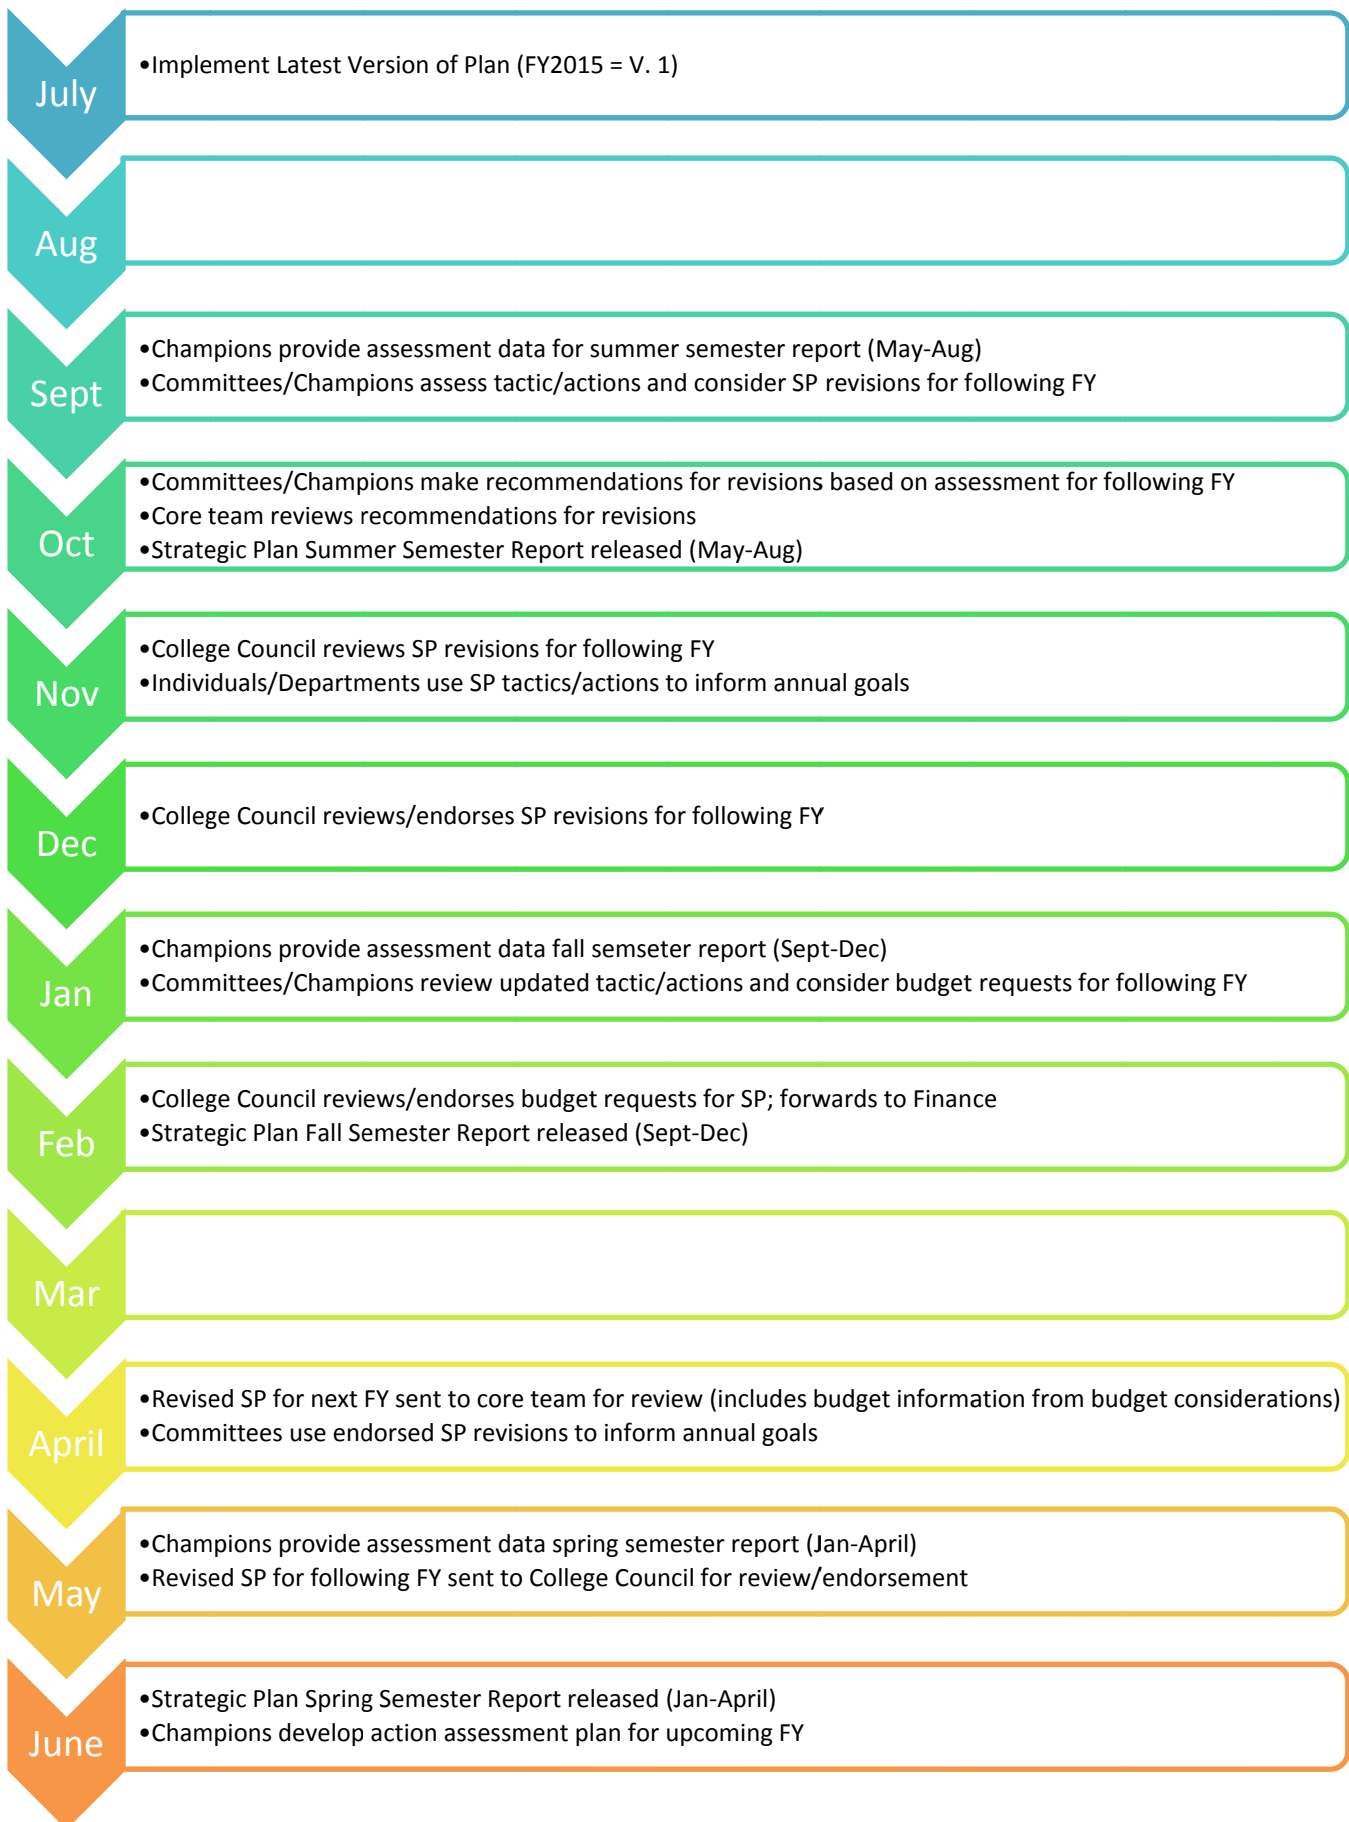 July
•Implement Latest Version of Plan (FY2015 = V. 1)
Aug
Sept
•Champions provide assessment data for summer semester report (May-Aug)
•Committees/Champions assess tactic/actions and consider SP revisions for following FY
Oct
•Committees/Champions make recommendations for revisions based on assessment for following FY
•Core team reviews recommendations for revisions
•Strategic Plan Summer Semester Report released (May-Aug)
Nov
•College Council reviews SP revisions for following FY
•Individuals/Departments use SP tactics/actions to inform annual goals
Dec
•College Council reviews/endorses SP revisions for following FY
Jan
•Champions provide assessment data fall semseter report (Sept-Dec)
•Committees/Champions review updated tactic/actions and consider budget requests for following FY
Feb
•College Council reviews/endorses budget requests for SP; forwards to Finance
•Strategic Plan Fall Semester Report released (Sept-Dec)
Mar
April
•Revised SP for next FY sent to core team for review (includes budget information from budget considerations)
•Committees use endorsed SP revisions to inform annual goals
May
•Champions provide assessment data spring semester report (Jan-April)
•Revised SP for following FY sent to College Council for review/endorsement
June
•Strategic Plan Spring Semester Report released (Jan-April)
•Champions develop action assessment plan for upcoming FY